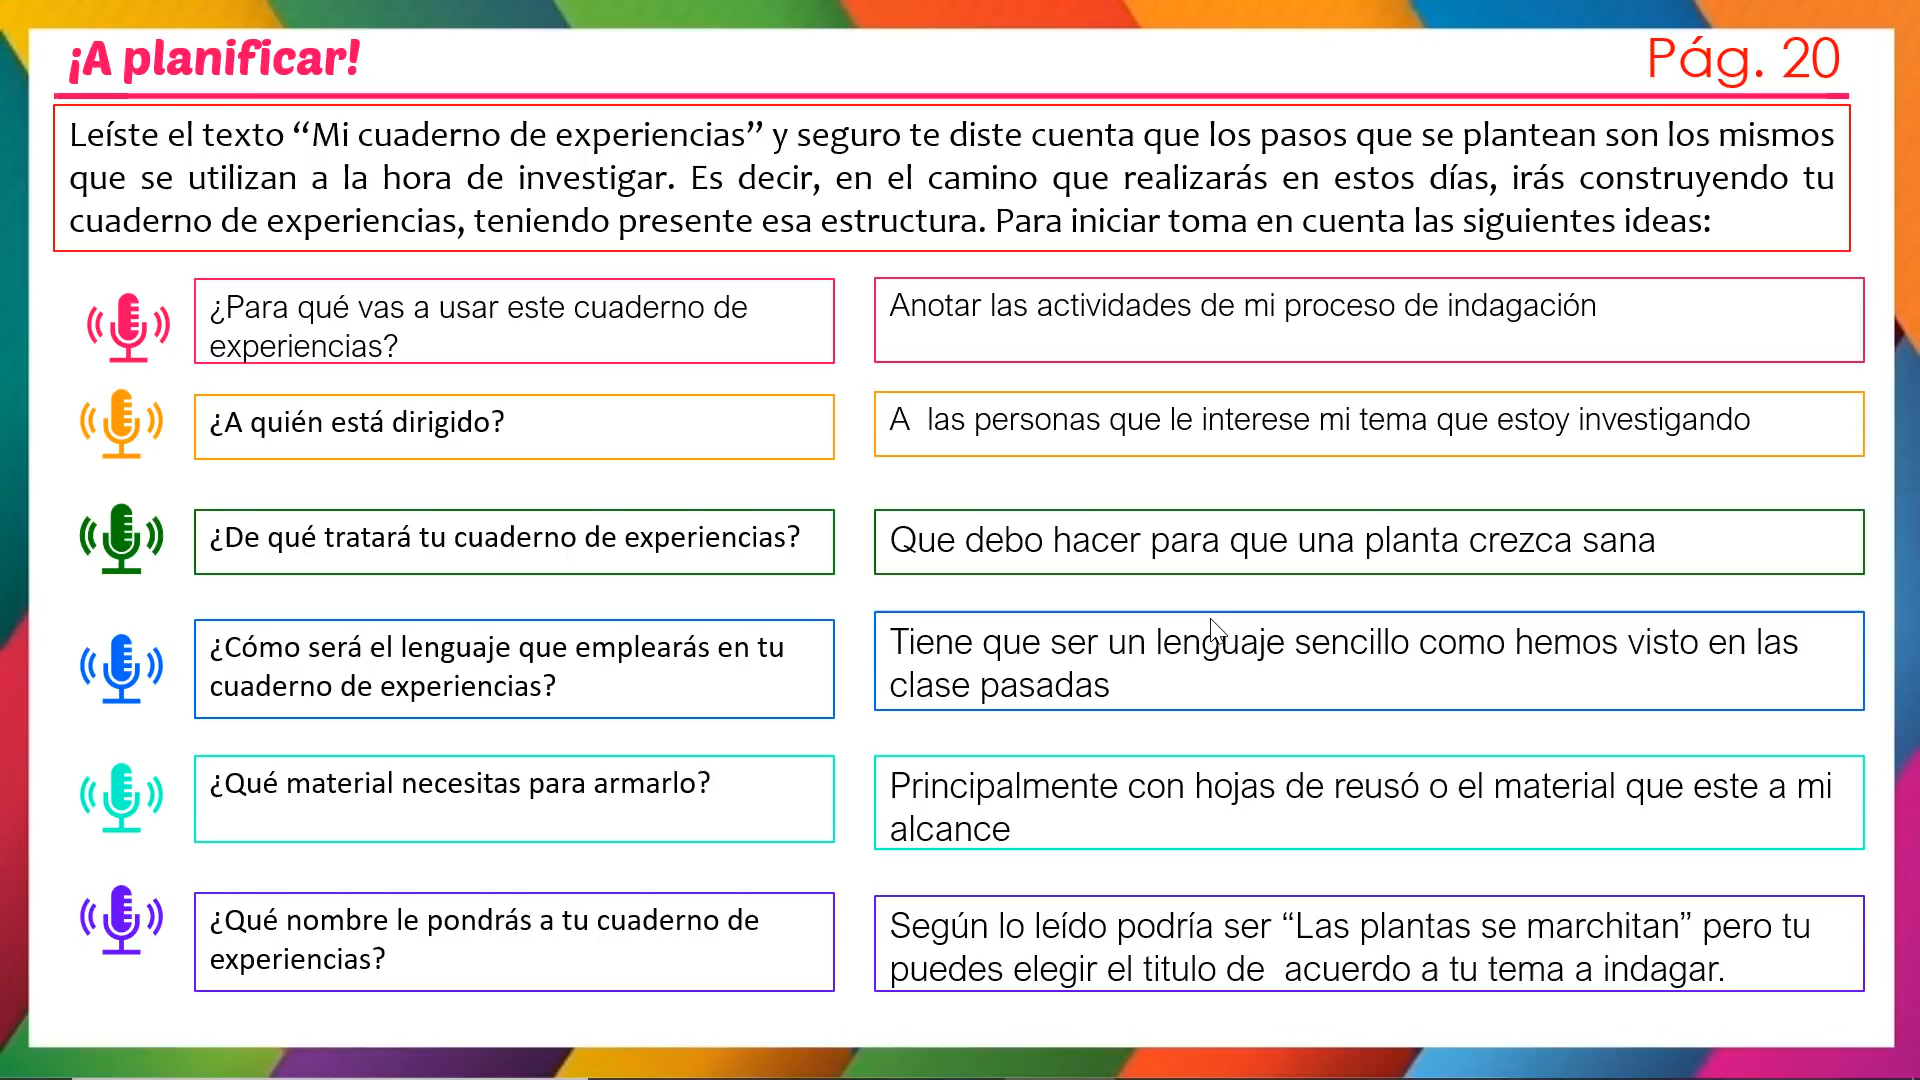 ¡A planificar!
Pág. 20
Leíste el texto “Mi cuaderno de experiencias” y seguro te diste cuenta que los pasos que se plantean son los mismos
que se utilizan a la hora de investigar. Es decir, en el camino que realizarás en estos días, irás construyendo tu
cuaderno de experiencias, teniendo presente esa estructura. Para iniciar toma en cuenta las siguientes ideas:
¿Para qué vas a usar este cuaderno de
experiencias?
Anotar las actividades de mi proceso de indagación
¿A quién está dirigido?
A las personas que le interese mi tema que estoy investigando
¿De qué tratará tu cuaderno de experiencias?
Que debo hacer para que una planta crezca sana
¿Cómo será el lenguaje que emplearás en tu
cuaderno de experiencias?
Tiene que ser un lenguaje sencillo como hemos visto en las
clase pasadas
¿Qué material necesitas para armarlo?
Principalmente con hojas de reusó o el material que este a mi
alcance
¿Qué nombre le pondrás a tu cuaderno de
experiencias?
Según lo leído podría ser “Las plantas se marchitan” pero tu
puedes elegir el titulo de acuerdo a tu tema a indagar.